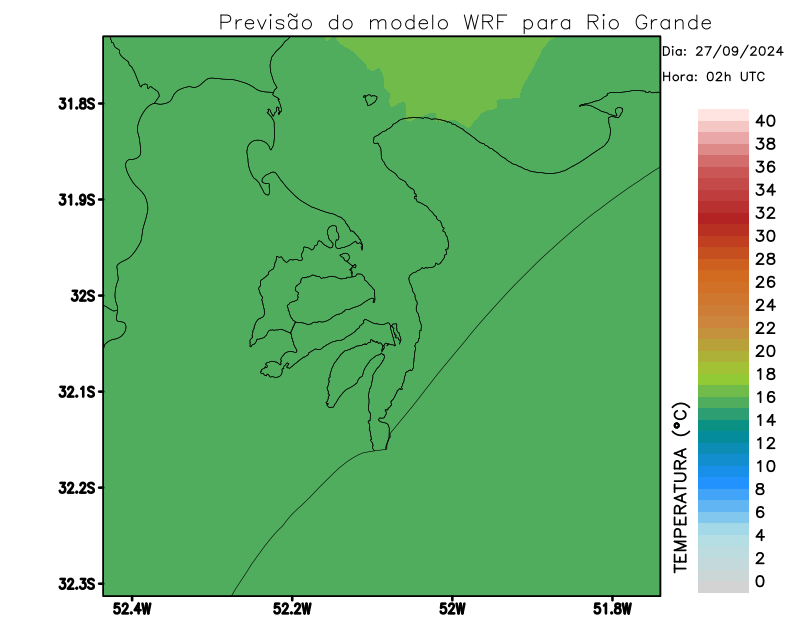 Previsão do modelo WRF para Rio Grande
Dia: 27/09/2024
Hora: 02h UTC
31.8S
31.9S
32S
32.1S
32.2S
32.3S
52.4W
52.2W
52W
51.8W
TEMPERATURA (ºC)
40
38
36
34
32
30
28
26
24
22
20
18
16
14
12
10
8
6
4
2
0